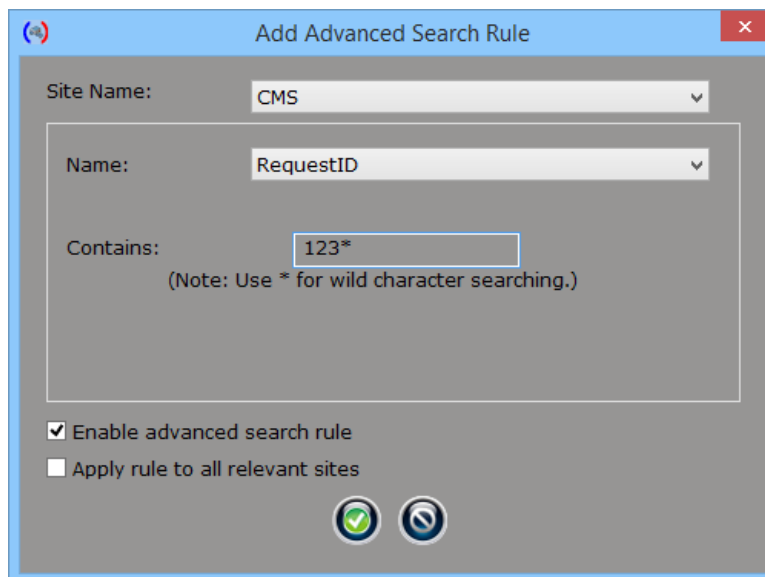 Add Advanced Search Rule
Site Name: CMS
Name: RequestID
Contains: 123*
(Note: Use * for wild character searching.)
Enable advanced search rule
Apply rule to all relevant sites